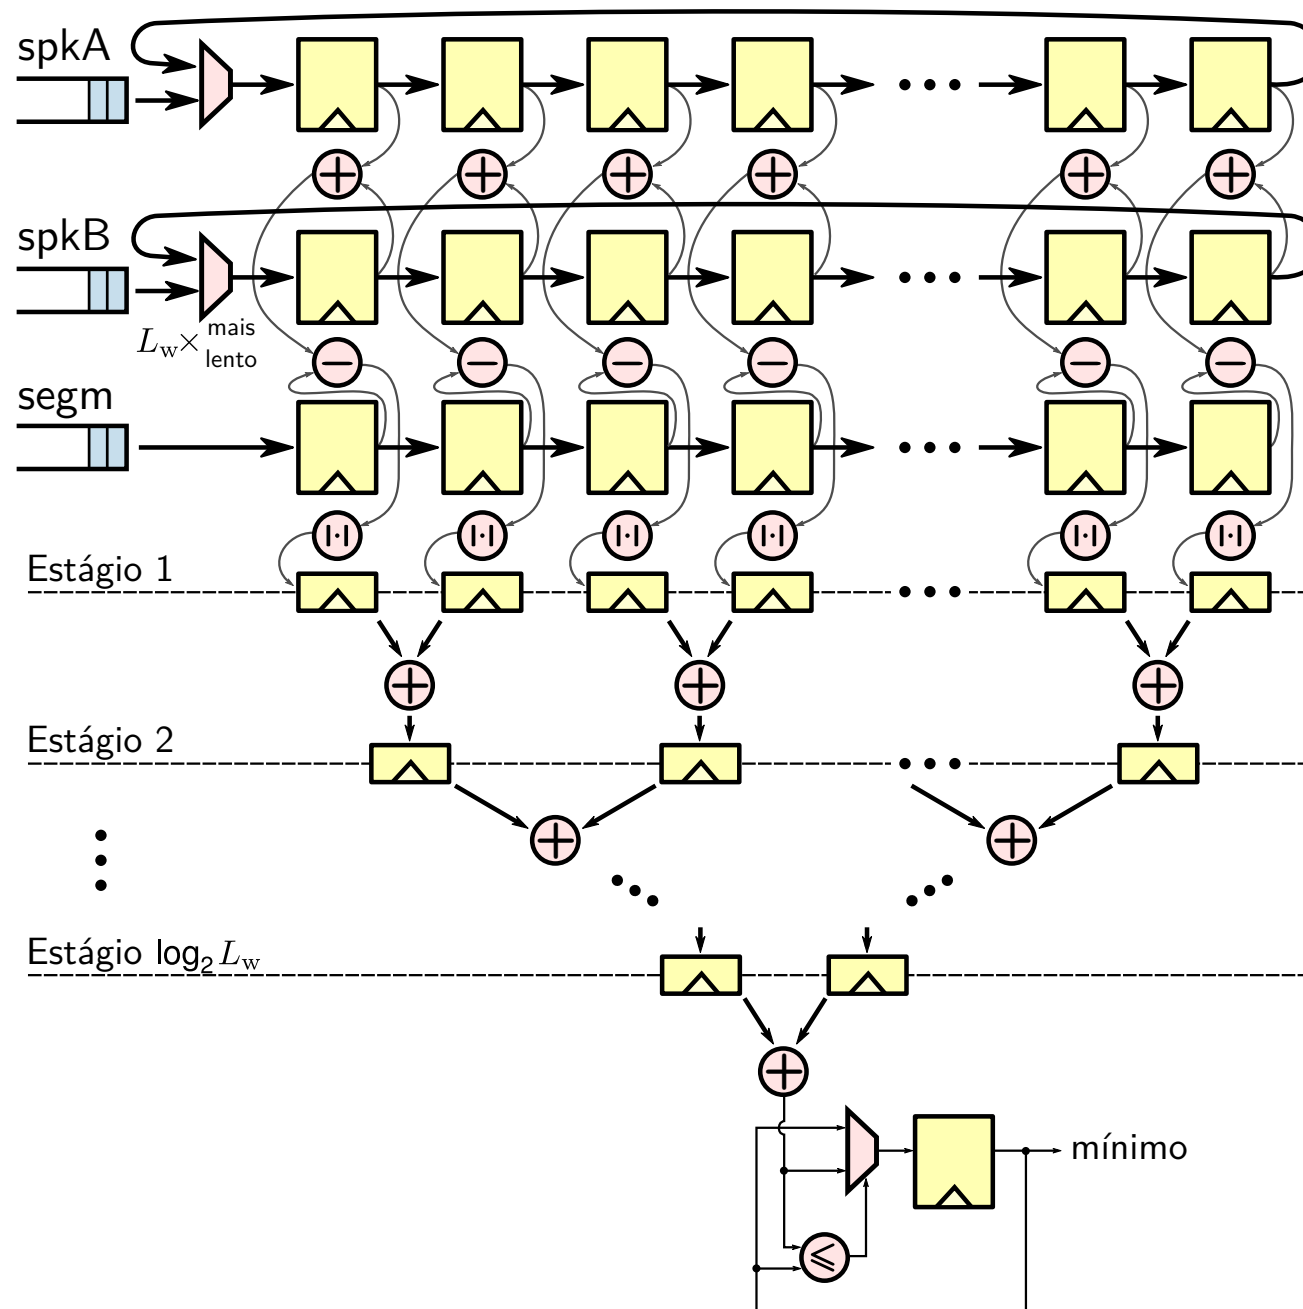 spkA
spkB
L_w × mais lento
segm
Estágio 1
Estágio 2
Estágio log₂ L_w
mínimo